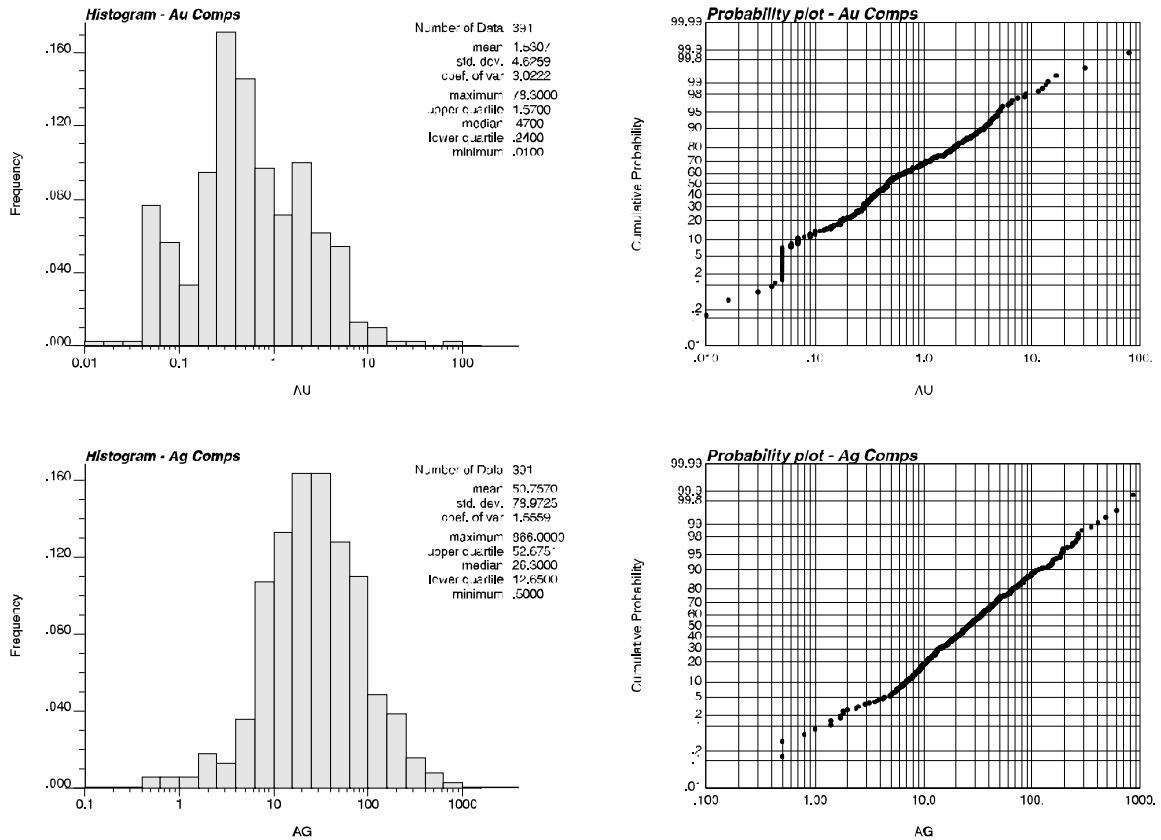 Histogram - Au Comps
Frequency
.160
.120
.080
.040
.000
0.01 0.1 1 10 100
AU
Number of Data 391
mean 1.5307
std. dev. 4.6259
coef. of var 3.0222
maximum 78.3000
upper quartile 1.5700
median .4700
lower quartile .2400
minimum .0100
Probability plot - Au Comps
Cumulative Probability
99.99
99.9
99.8
99
98
95
90
80
70
60
50
40
30
20
10
5
2
.2
.01
.010 .10 1.0 10. 100.
AU
Histogram - Ag Comps
Frequency
.160
.120
.080
.040
.000
0.1 1 10 100 1000
AG
Number of Data 391
mean 50.7570
std. dev. 78.9725
coef. of var 1.5559
maximum
upper quartile 52.6751
median 26.3000
lower quartile 12.6500
minimum .5000
Probability plot - Ag Comps
Cumulative Probability
99.99
99.9
99.8
99
98
95
90
80
70
60
50
40
30
20
10
5
2
.2
.01
.100 1.00 10.0 100. 1000.
AG